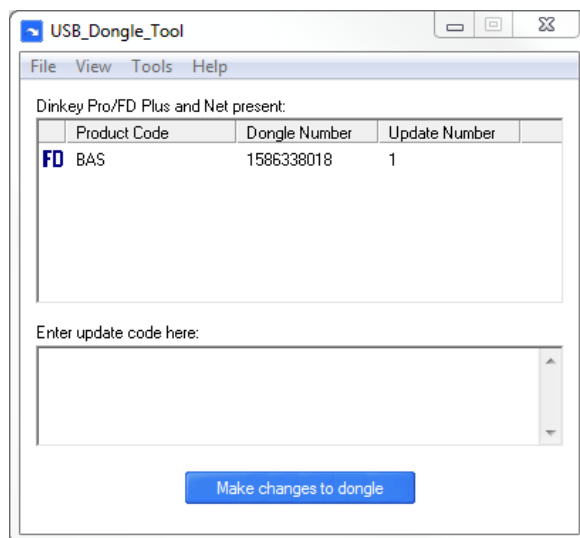 USB_Dongle_Tool
File View Tools Help
Dinkey Pro/FD Plus and Net present:
Product Code Dongle Number Update Number
FD BAS 1586338018 1
Enter update code here:
Make changes to dongle